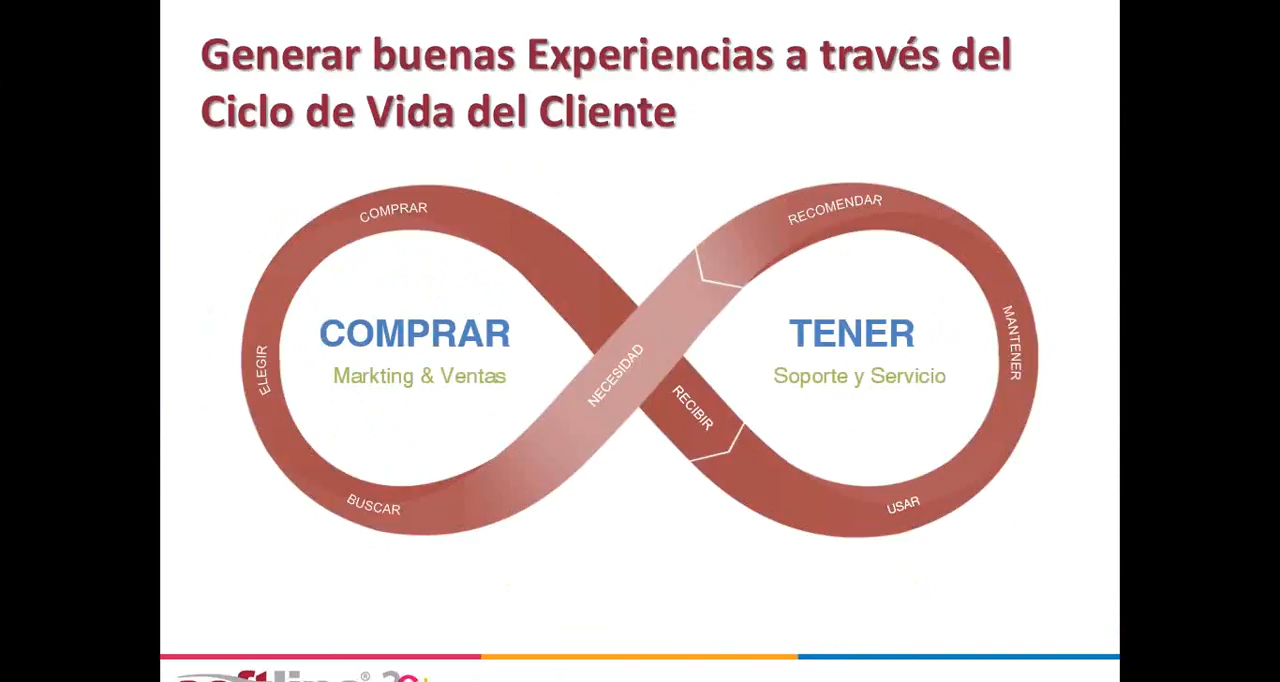 Generar buenas Experiencias a través del
Ciclo de Vida del Cliente
COMPRAR
RECOMENDAR
ELEGIR
COMPRAR
Markting & Ventas
NECESIDAD
RECIBIR
TENER
Soporte y Servicio
MANTENER
BUSCAR
USAR